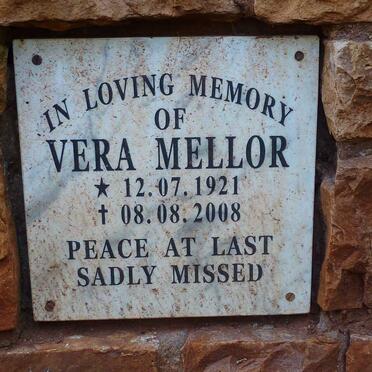 IN LOVING MEMORY
OF
VERA MELLOR
★ 12.07.1921
† 08.08.2008
PEACE AT LAST
SADLY MISSED